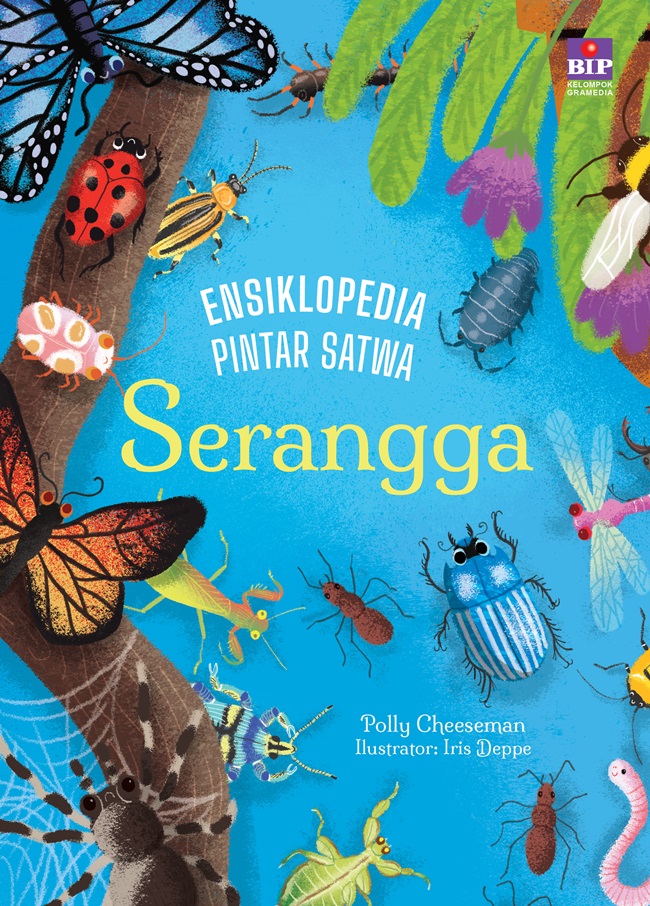 BIP
KELOMPOK
GRAMEDIA
ENSIKLOPEDIA
PINTAR SATWA
Serangga
Polly Cheeseman
Ilustrator: Iris Deppe